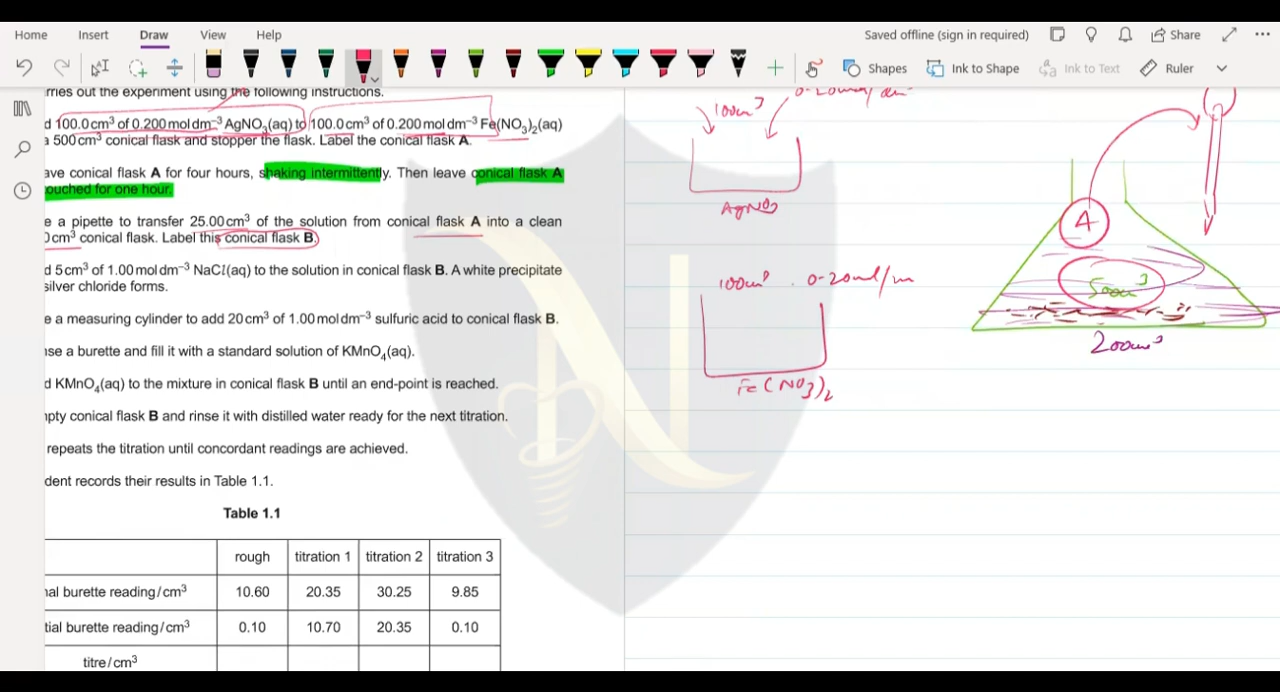 Home Insert Draw View Help
Saved offline (sign in required) Share
Shapes Ink to Shape Ink to Text Ruler
rries out the experiment using the following instructions.
d 100.0 cm³ of 0.200 mol dm⁻³ AgNO₃(aq) to 100.0 cm³ of 0.200 mol dm⁻³ Fe(NO₃)₂(aq)
a 500 cm³ conical flask and stopper the flask. Label the conical flask A.
ave conical flask A for four hours, shaking intermittently. Then leave conical flask A
ouched for one hour.
e a pipette to transfer 25.00 cm³ of the solution from conical flask A into a clean
0 cm³ conical flask. Label this conical flask B.
d 5 cm³ of 1.00 mol dm⁻³ NaCl(aq) to the solution in conical flask B. A white precipitate
silver chloride forms.
e a measuring cylinder to add 20 cm³ of 1.00 mol dm⁻³ sulfuric acid to conical flask B.
nse a burette and fill it with a standard solution of KMnO₄(aq).
d KMnO₄(aq) to the mixture in conical flask B until an end-point is reached.
npty conical flask B and rinse it with distilled water ready for the next titration.
repeats the titration until concordant readings are achieved.
dent records their results in Table 1.1.
Table 1.1
rough titration 1 titration 2 titration 3
nal burette reading/cm³ 10.60 20.35 30.25 9.85
tial burette reading/cm³ 0.10 10.70 20.35 0.10
titre/cm³
100cm³
AgNO₃
100cm³ 0.20mol/m
Fe(NO₃)₂
A
500cm³
200cm³